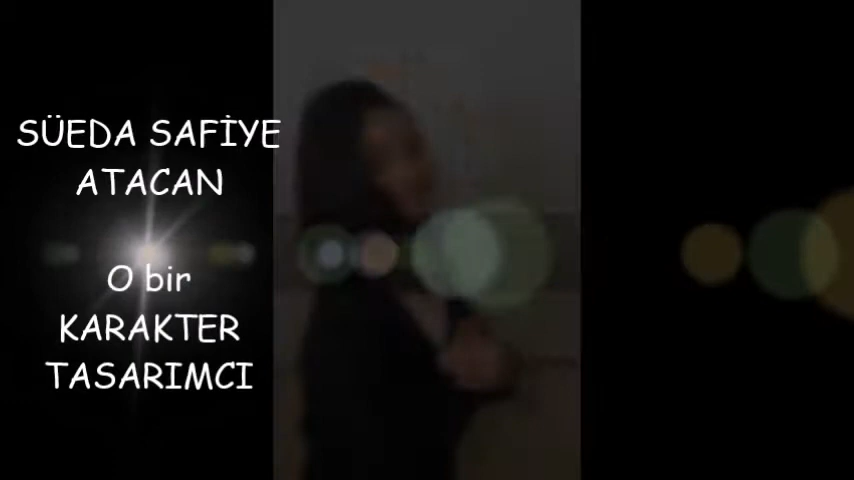 SÜEDA SAFİYE
ATACAN
O bir
KARAKTER
TASARIMCI